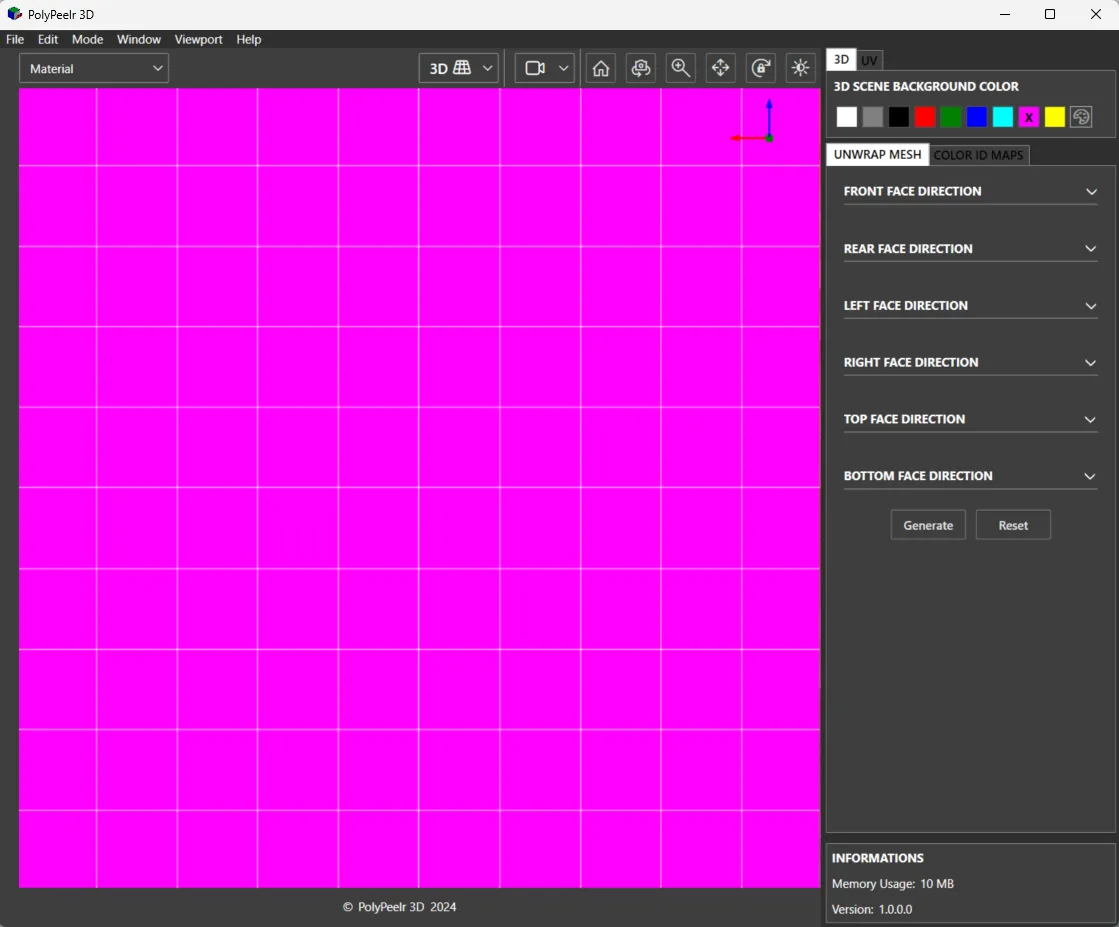 PolyPeelr 3D
File Edit Mode Window Viewport Help
Material
3D
3D UV
3D SCENE BACKGROUND COLOR
X
UNWRAP MESH COLOR ID MAPS
FRONT FACE DIRECTION
REAR FACE DIRECTION
LEFT FACE DIRECTION
RIGHT FACE DIRECTION
TOP FACE DIRECTION
BOTTOM FACE DIRECTION
Generate Reset
INFORMATIONS
Memory Usage: 10 MB
Version: 1.0.0.0
© PolyPeelr 3D 2024